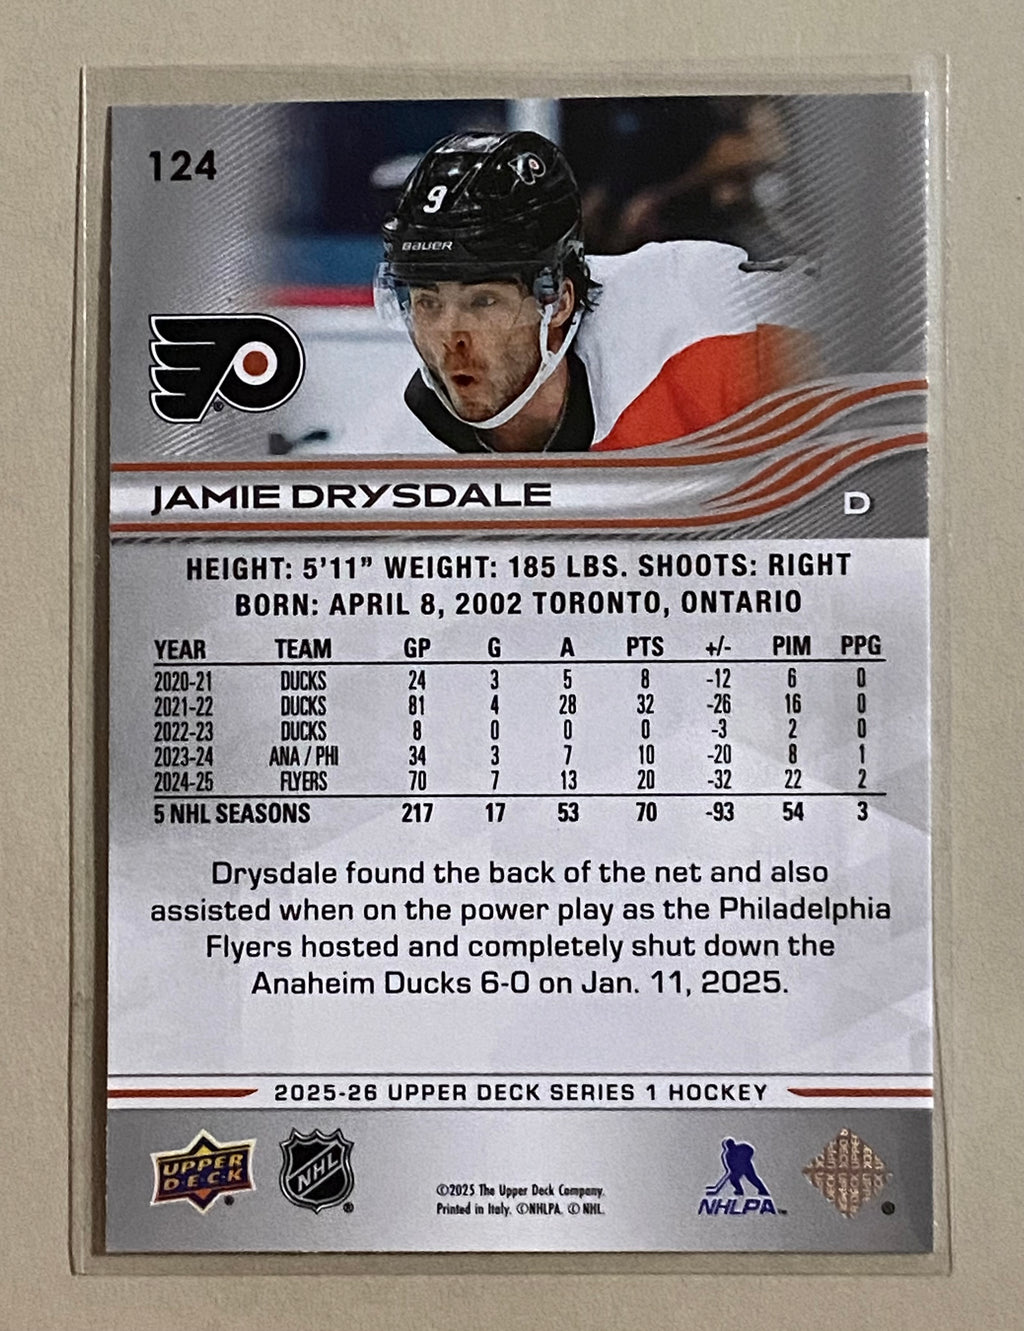 124
9
BAUER
JAMIE DRYSDALE
D
HEIGHT: 5'11" WEIGHT: 185 LBS. SHOOTS: RIGHT
BORN: APRIL 8, 2002 TORONTO, ONTARIO
YEAR TEAM GP G A PTS +/- PIM PPG
2020-21 DUCKS 24 3 5 8 -12 6 0
2021-22 DUCKS 81 4 28 32 -26 16 0
2022-23 DUCKS 8 0 0 0 -3 2 0
2023-24 ANA / PHI 34 3 7 10 -20 8 1
2024-25 FLYERS 70 7 13 20 -32 22 2
5 NHL SEASONS 217 17 53 70 -93 54 3
Drysdale found the back of the net and also
assisted when on the power play as the Philadelphia
Flyers hosted and completely shut down the
Anaheim Ducks 6-0 on Jan. 11, 2025.
2025-26 UPPER DECK SERIES 1 HOCKEY
UPPER
D·E·C·K
®
NHL
®
©2025 The Upper Deck Company.
Printed in Italy. ©NHLPA. © NHL.
NHLPA™